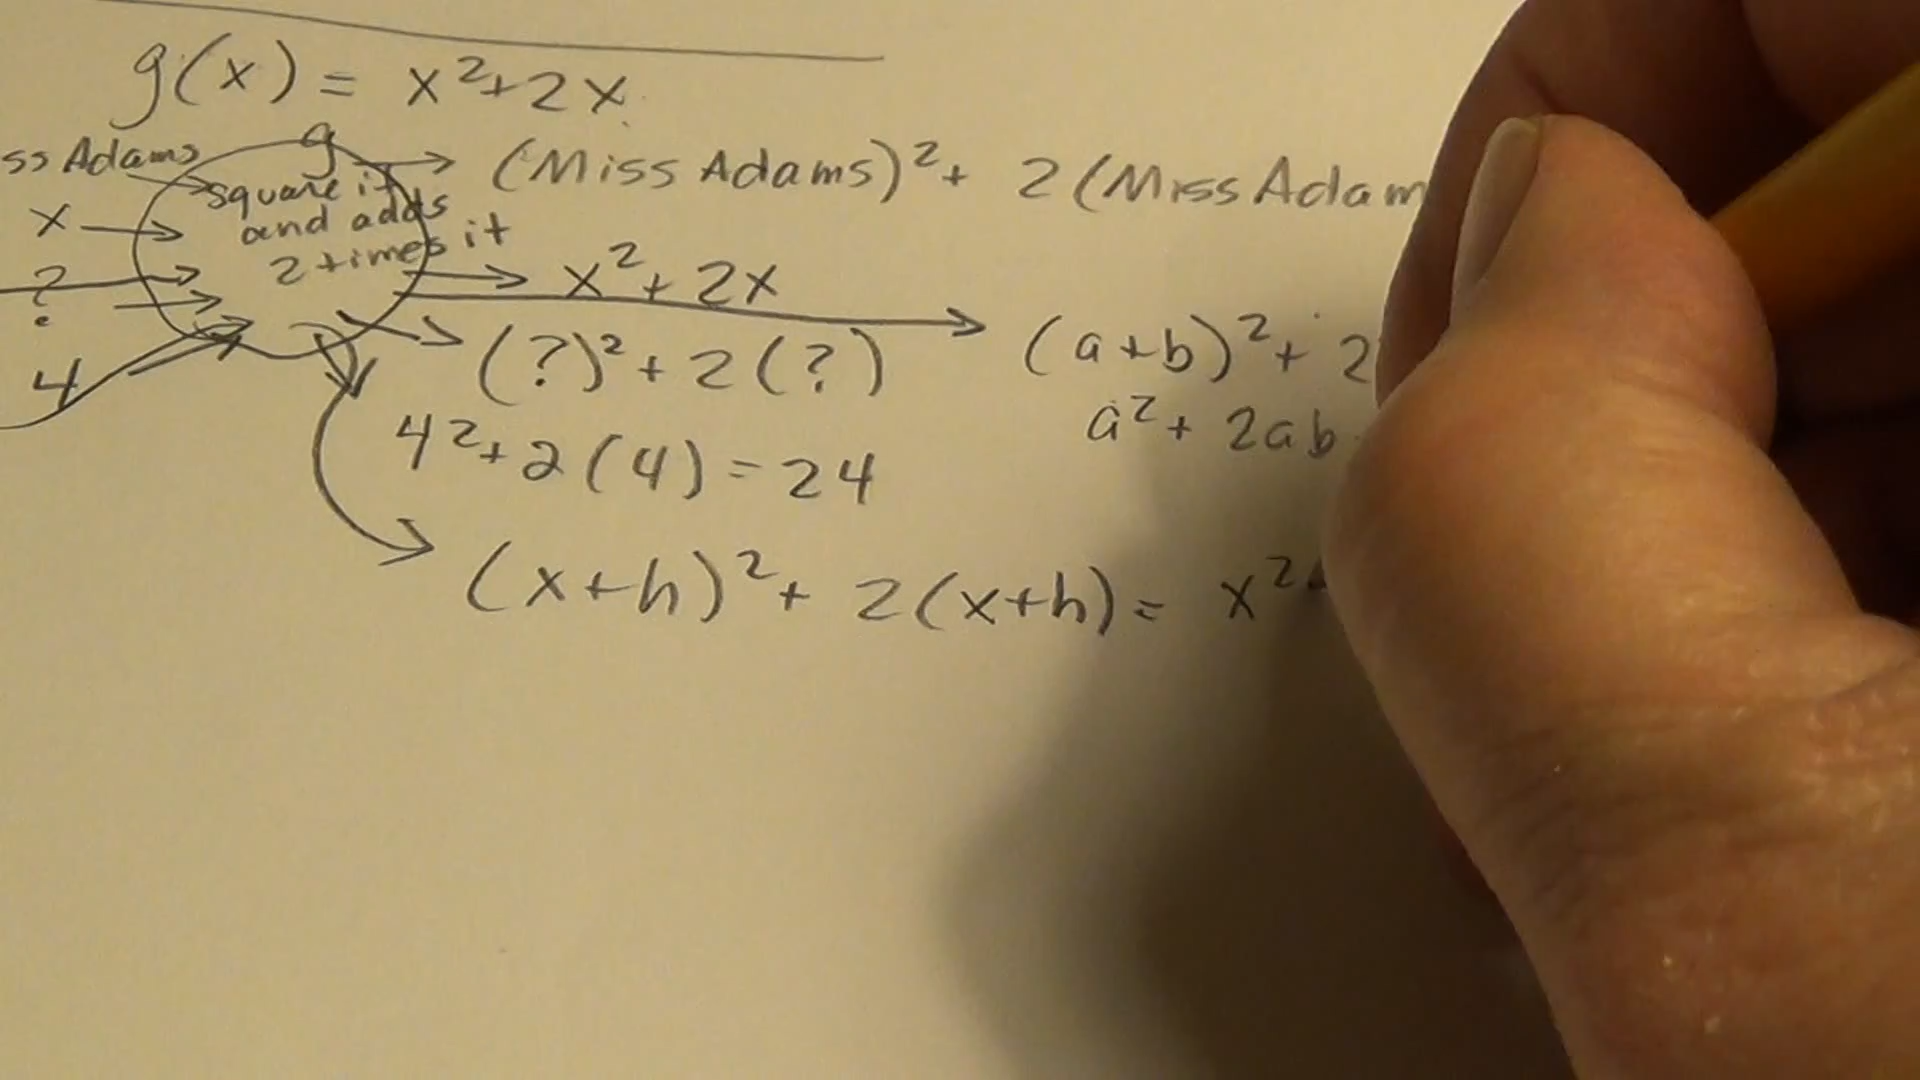 g(x) = x²+2x
ss Adams
g
square it
and adds
2 times it
x
?
4
(Miss Adams)² + 2(Miss Adam
x² + 2x
(?)² + 2(?)
(a+b)² + 2
a² + 2ab
4² + 2(4) = 24
(x+h)² + 2(x+h) = x²